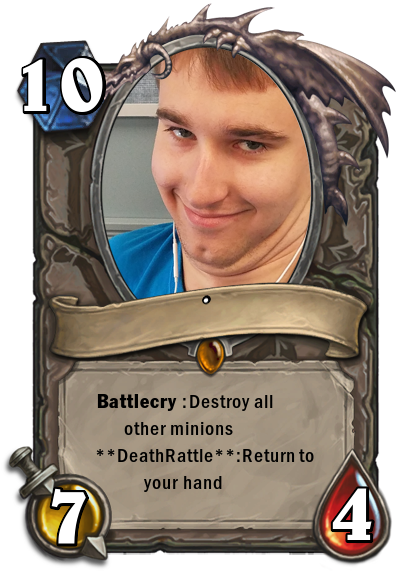 10
Battlecry :Destroy all
other minions
**DeathRattle**:Return to
your hand
7
4